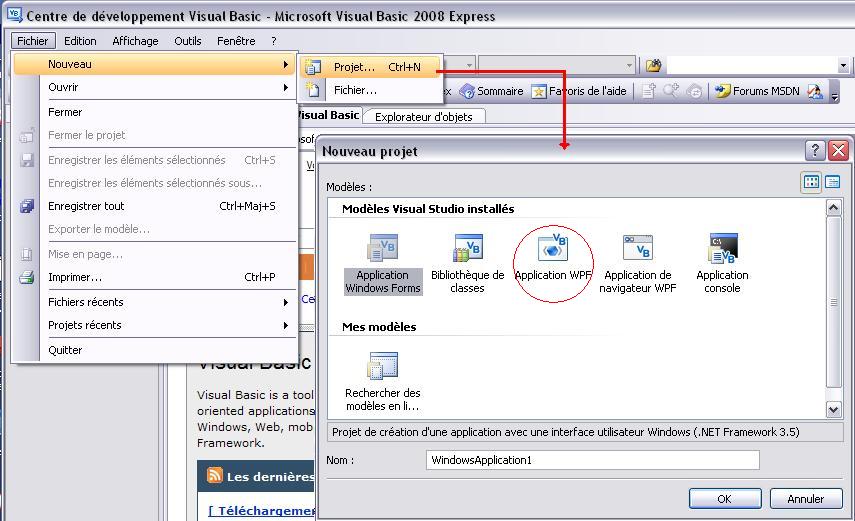 Centre de développement Visual Basic - Microsoft Visual Basic 2008 Express
Fichier Edition Affichage Outils Fenêtre ?
Nouveau
Projet... Ctrl+N
Ouvrir
Fichier...
Sommaire Favoris de l'aide Forums MSDN
Fermer
Visual Basic Explorateur d'objets
Fermer le projet
Enregistrer les éléments sélectionnés Ctrl+S
Enregistrer les éléments sélectionnés sous...
Enregistrer tout Ctrl+Maj+S
Exporter le modèle...
Mise en page...
Imprimer... Ctrl+P
Fichiers récents
Projets récents
Quitter
Nouveau projet
Modèles :
Modèles Visual Studio installés
Application Windows Forms
Bibliothèque de classes
Application WPF
Application de navigateur WPF
Application console
Mes modèles
Rechercher des modèles en li...
Projet de création d'une application avec une interface utilisateur Windows (.NET Framework 3.5)
Nom : WindowsApplication1
OK Annuler
Visual Basic
Visual Basic is a tool
oriented applications
Windows, Web, mob
Framework.
Les dernières
[ Téléchargeme